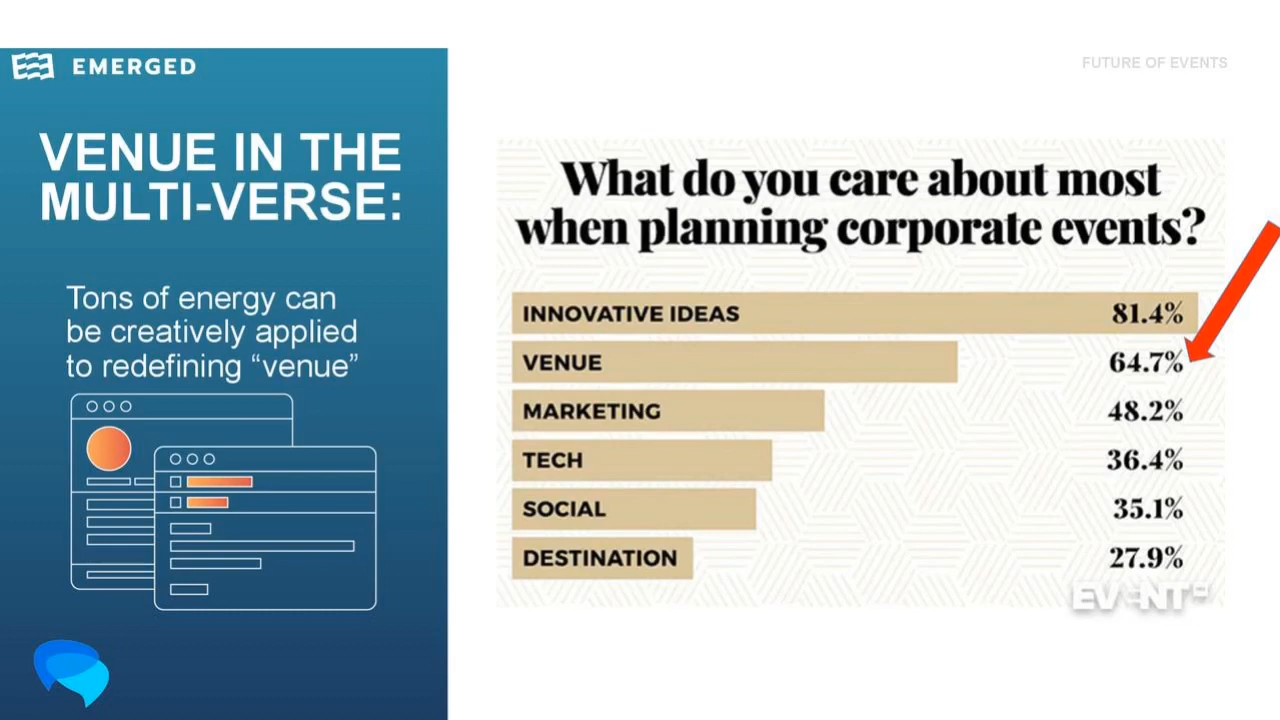 EMERGED
FUTURE OF EVENTS
VENUE IN THE
MULTI-VERSE:
Tons of energy can
be creatively applied
to redefining “venue”
What do you care about most
when planning corporate events?
INNOVATIVE IDEAS 81.4%
VENUE 64.7%
MARKETING 48.2%
TECH 36.4%
SOCIAL 35.1%
DESTINATION 27.9%